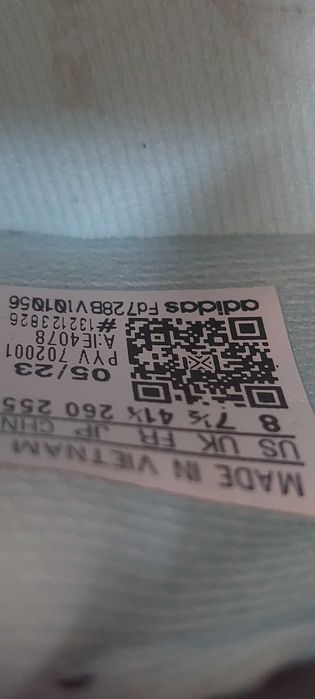 MADE IN VIETNAM
US UK FR JP CHN
8 7½ 41⅓ 260 255
05/23
PYV 702001
A:IE4078
#132123826
adidas